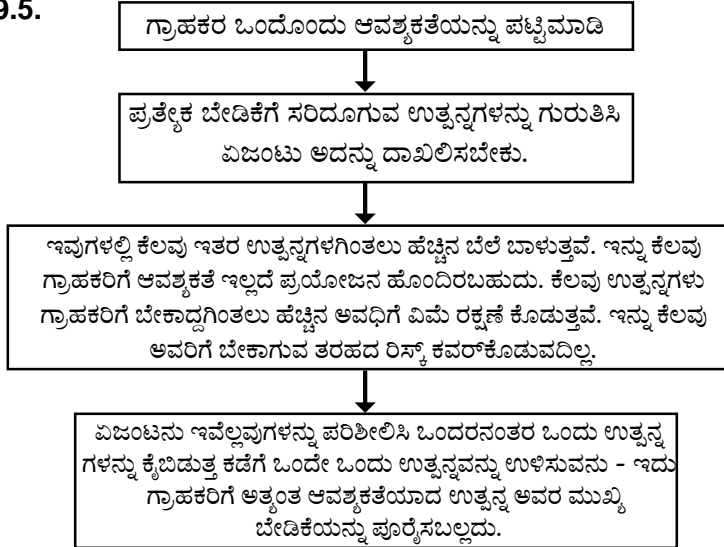 9.5.
ಗ್ರಾಹಕರ ಒಂದೊಂದು ಆವಶ್ಯಕತೆಯನ್ನು ಪಟ್ಟಿಮಾಡಿ
ಪ್ರತ್ಯೇಕ ಬೇಡಿಕೆಗೆ ಸರಿದೂಗುವ ಉತ್ಪನ್ನಗಳನ್ನು ಗುರುತಿಸಿ
ಏಜಂಟು ಅದನ್ನು ದಾಖಲಿಸಬೇಕು.
ಇವುಗಳಲ್ಲಿ ಕೆಲವು ಇತರ ಉತ್ಪನ್ನಗಳಗಿಂತಲು ಹೆಚ್ಚಿನ ಬೆಲೆ ಬಾಳುತ್ತವೆ. ಇನ್ನು ಕೆಲವು
ಗ್ರಾಹಕರಿಗೆ ಆವಶ್ಯಕತೆ ಇಲ್ಲದೆ ಪ್ರಯೋಜನ ಹೊಂದಿರಬಹುದು. ಕೆಲವು ಉತ್ಪನ್ನಗಳು
ಗ್ರಾಹಕರಿಗೆ ಬೇಕಾದ್ದಗಿಂತಲು ಹೆಚ್ಚಿನ ಅವಧಿಗೆ ವಿಮೆ ರಕ್ಷಣೆ ಕೊಡುತ್ತವೆ. ಇನ್ನು ಕೆಲವು
ಅವರಿಗೆ ಬೇಕಾಗುವ ತರಹದ ರಿಸ್ಕ್ ಕವರ್‌ಕೊಡುವದಿಲ್ಲ.
ಏಜಂಟನು ಇವೆಲ್ಲವುಗಳನ್ನು ಪರಿಶೀಲಿಸಿ ಒಂದರನಂತರ ಒಂದು ಉತ್ಪನ್ನ
ಗಳನ್ನು ಕೈಬಿಡುತ್ತ ಕಡೆಗೆ ಒಂದೇ ಒಂದು ಉತ್ಪನ್ನವನ್ನು ಉಳಿಸುವನು - ಇದು
ಗ್ರಾಹಕರಿಗೆ ಅತ್ಯಂತ ಆವಶ್ಯಕತೆಯಾದ ಉತ್ಪನ್ನ ಅವರ ಮುಖ್ಯ
ಬೇಡಿಕೆಯನ್ನು ಪೂರೈಸಬಲ್ಲದು.